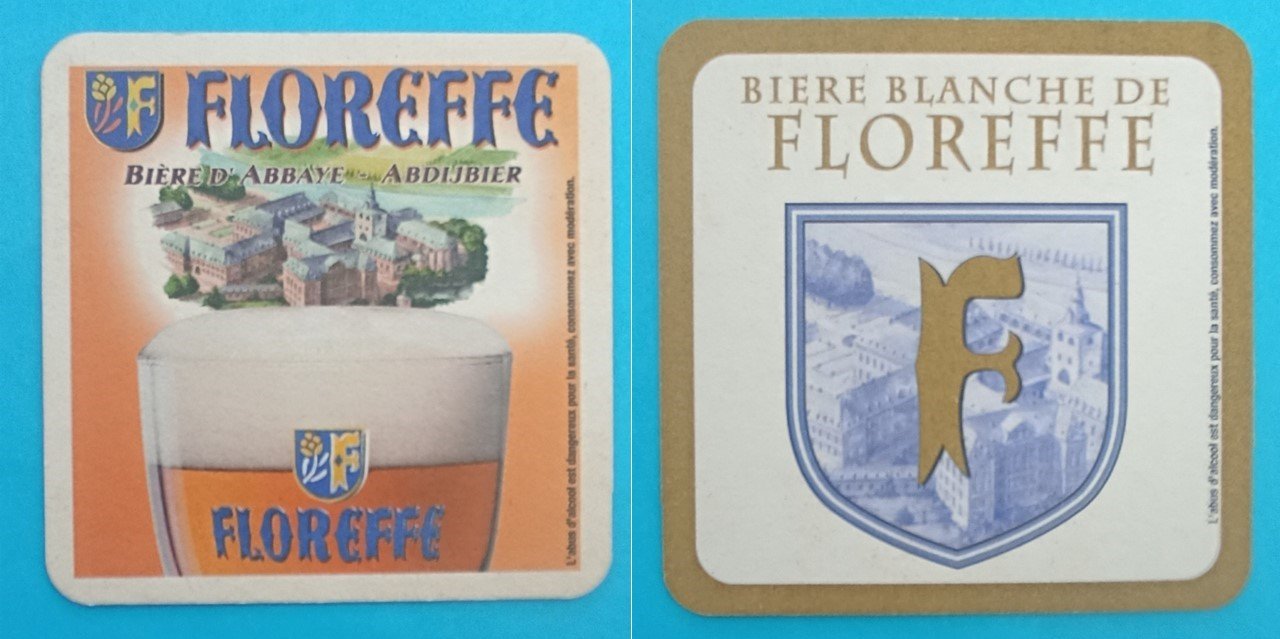 F
FLOREFFE
BIÈRE D'ABBAYE - ABDIJBIER
F
FLOREFFE
L'abus d'alcool est dangereux pour la santé, consommez avec modération.
BIERE BLANCHE DE
FLOREFFE
F
L'abus d'alcool est dangereux pour la santé, consommez avec modération.